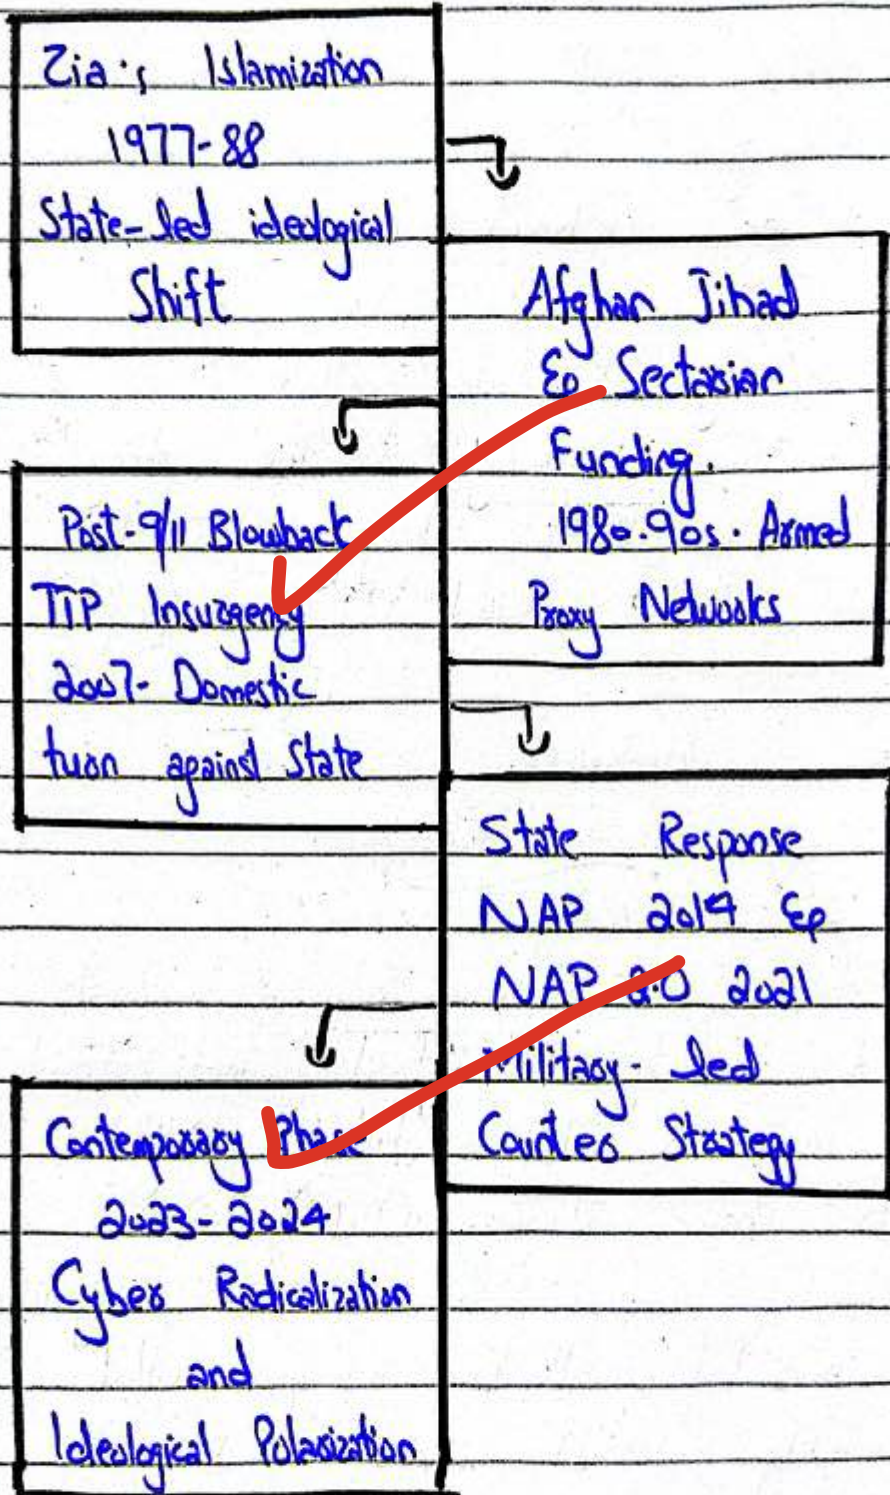 Zia's Islamization
1977-88
State-led ideological
Shift
Afghan Jihad
& Sectarian
Funding.
1980-90s. Armed
Proxy Networks
Post-9/11 Blowback
TTP Insurgency
2007- Domestic
turn against State
State Response
NAP 2014 &
NAP 2.0 2021
Military-led
Counter Strategy
Contemporary Phase
2023-2024
Cyber Radicalization
and
Ideological Polarization